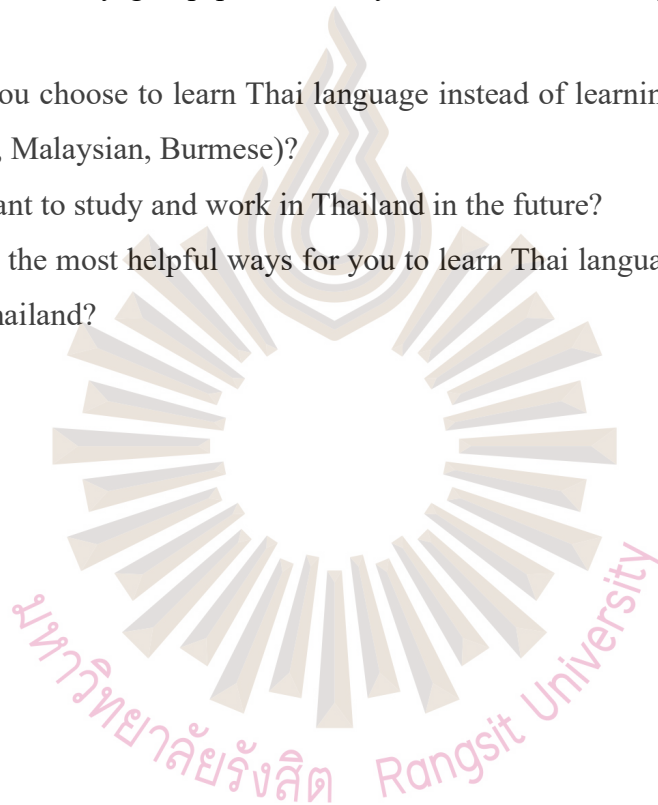 ou choose to learn Thai language instead of learnin
, Malaysian, Burmese)?
ant to study and work in Thailand in the future?
the most helpful ways for you to learn Thai langua
hailand?
มหาวิทยาลัยรังสิต Rangsit University